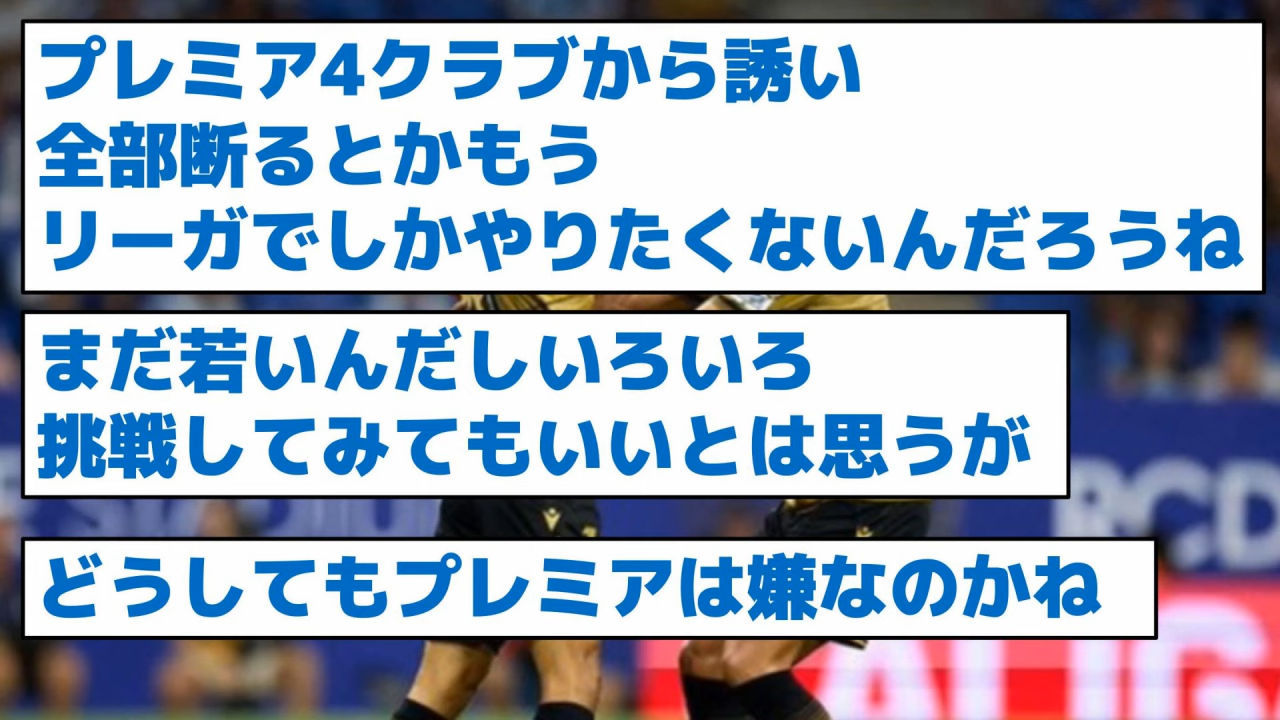 プレミア4クラブから誘い
全部断るとかもう
リーガでしかやりたくないんだろうね
まだ若いんだしいろいろ
挑戦してみてもいいとは思うが
どうしてもプレミアは嫌なのかね
RCD